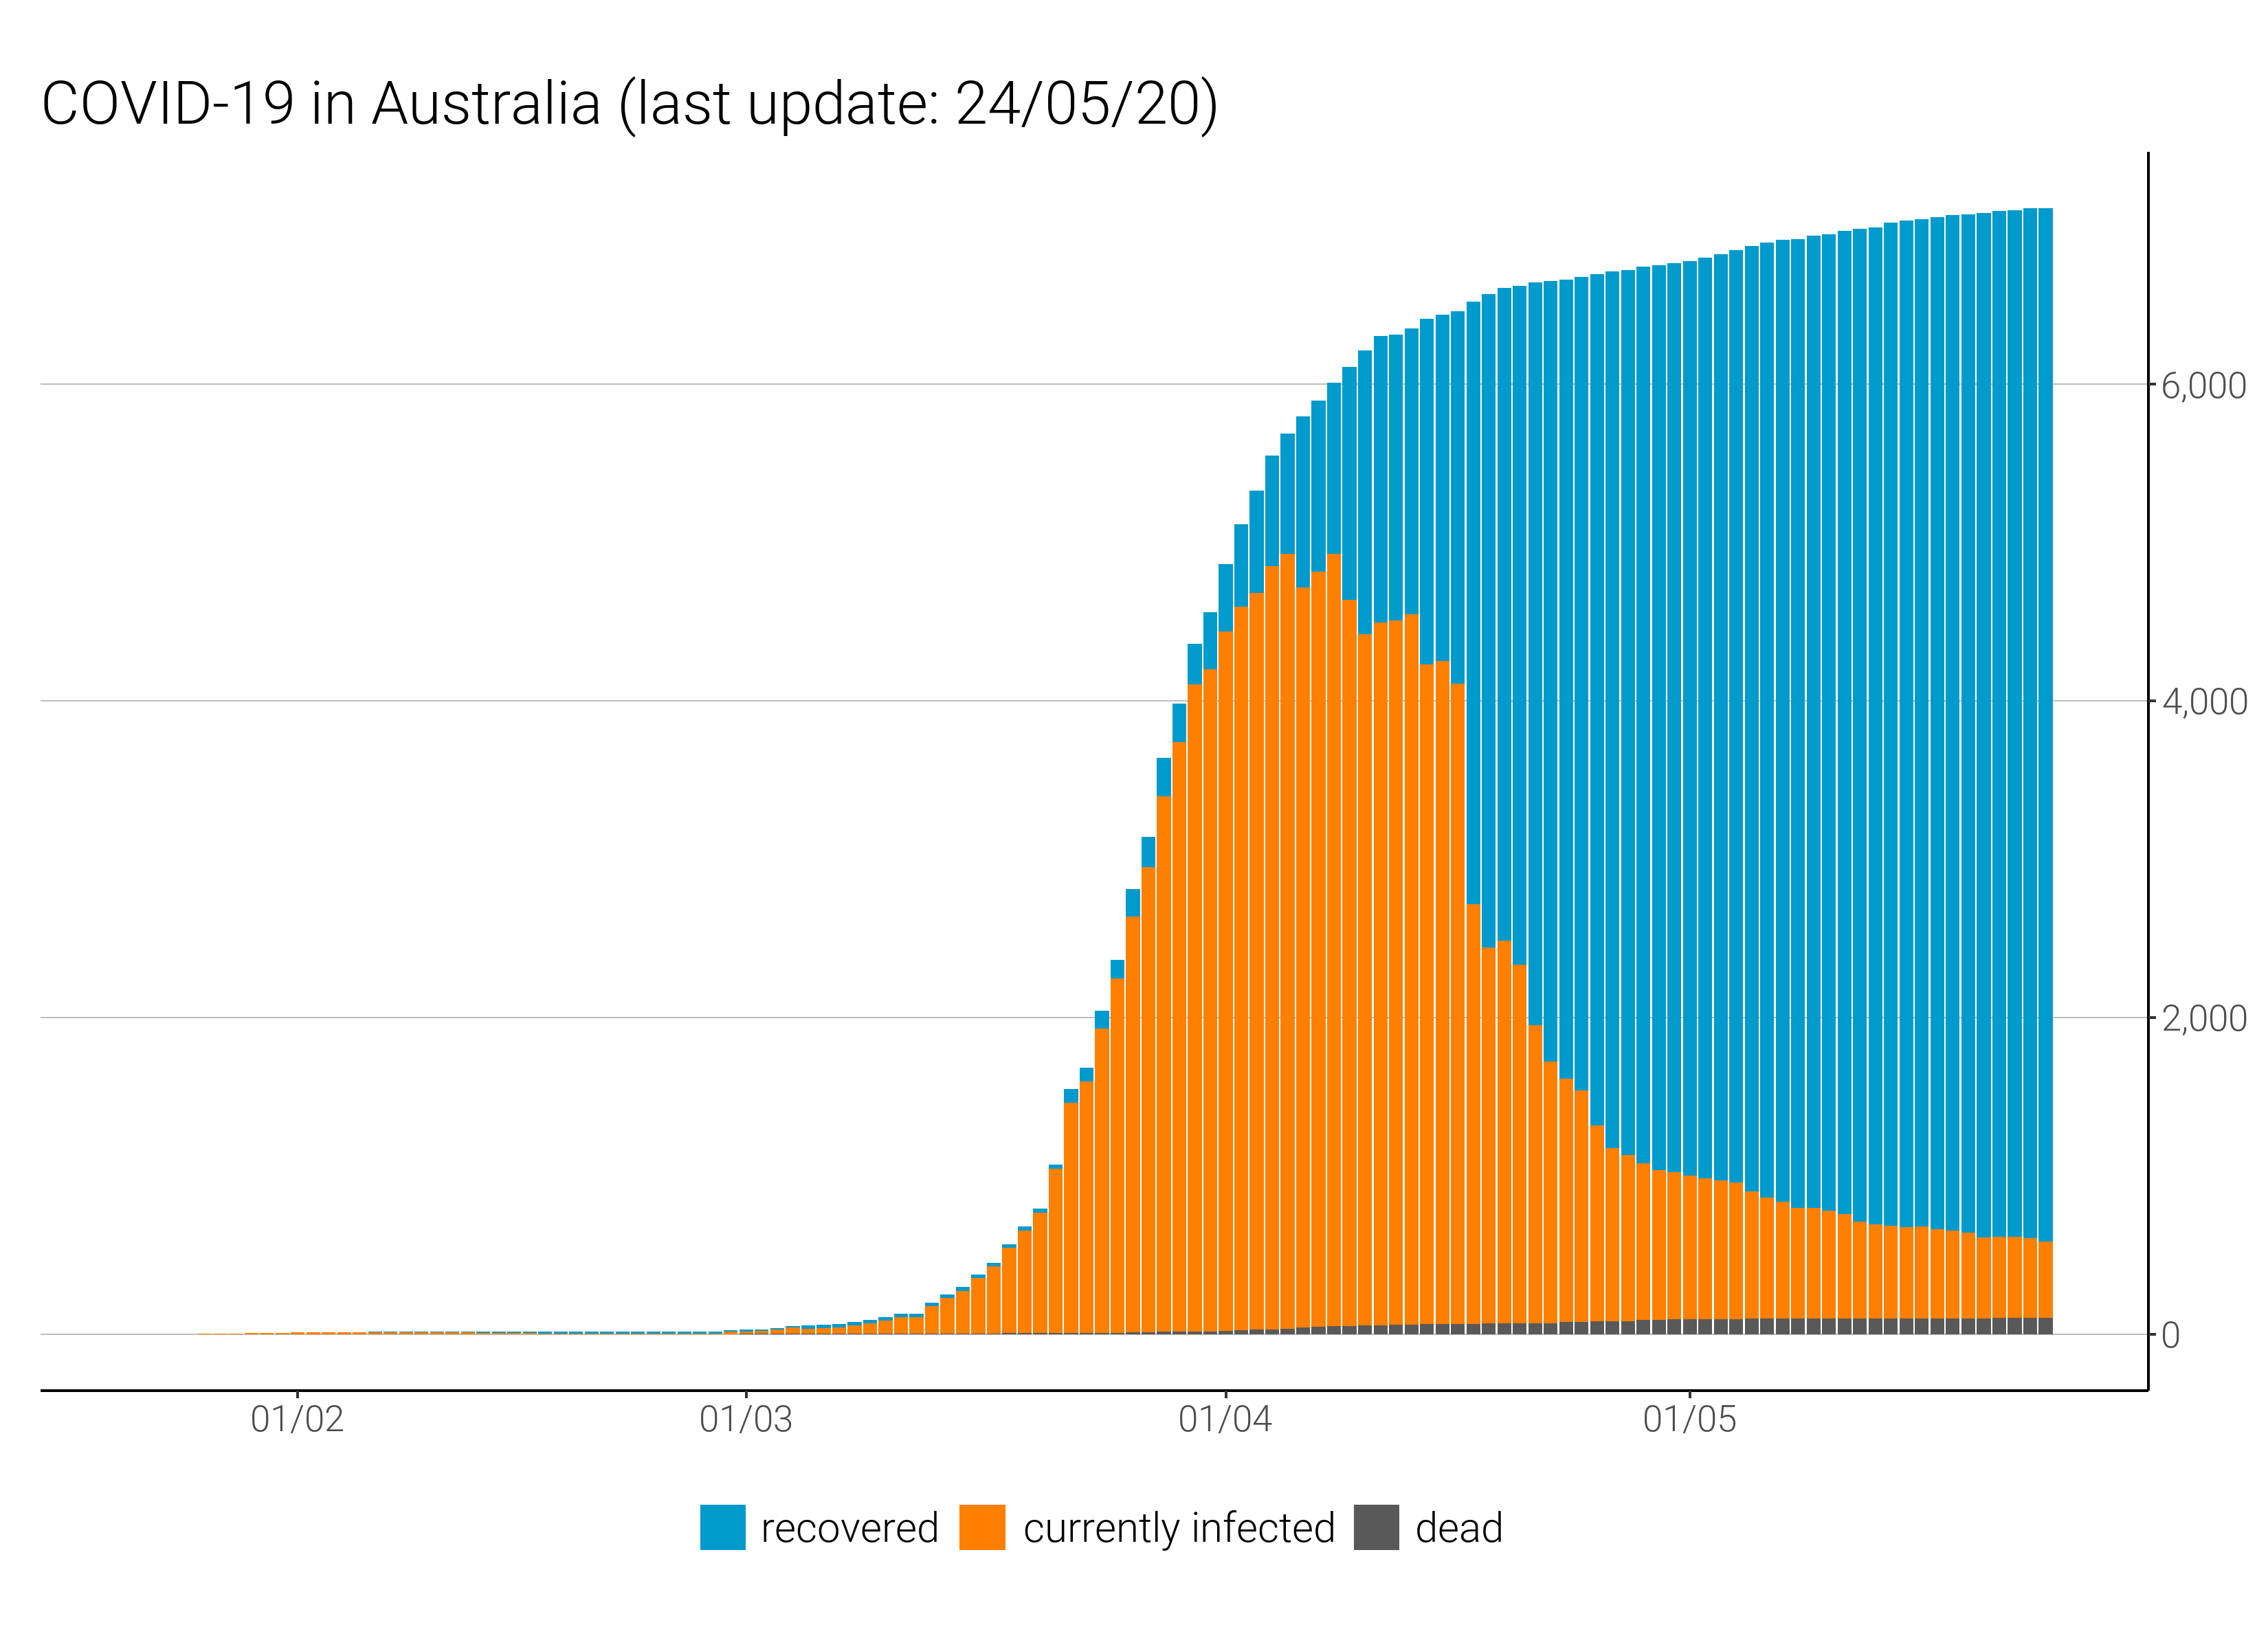 COVID-19 in Australia (last update: 24/05/20)
6,000
4,000
2,000
0
01/02 01/03 01/04 01/05
recovered currently infected dead